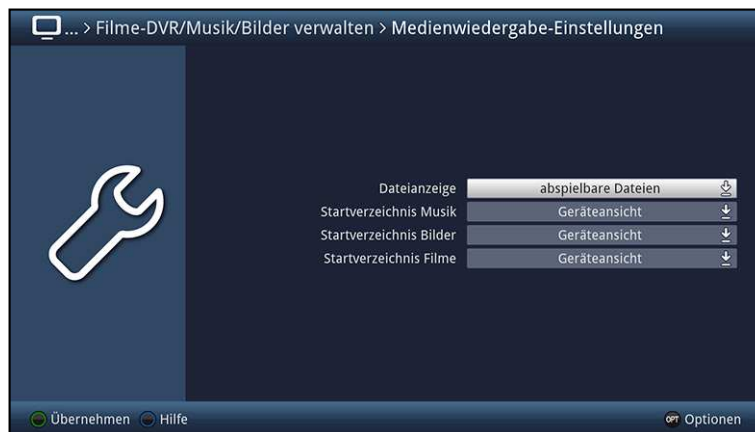 ... > Filme-DVR/Musik/Bilder verwalten > Medienwiedergabe-Einstellungen
Dateianzeige abspielbare Dateien
Startverzeichnis Musik Geräteansicht
Startverzeichnis Bilder Geräteansicht
Startverzeichnis Filme Geräteansicht
Übernehmen Hilfe OPT Optionen